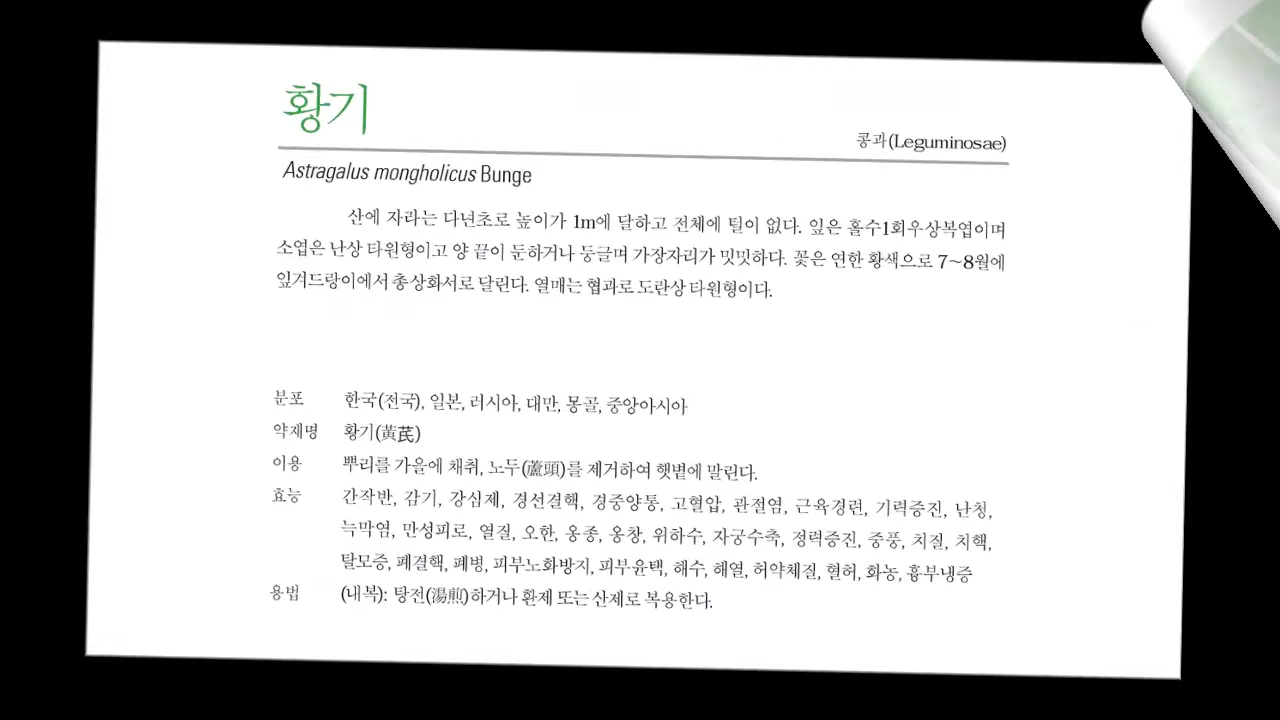 황기
콩과(Leguminosae)
Astragalus mongholicus Bunge
산에 자라는 다년초로 높이가 1m에 달하고 전체에 털이 없다. 잎은 홀수1회우상복엽이며
소엽은 난상 타원형이고 양 끝이 둔하거나 둥글며 가장자리가 밋밋하다. 꽃은 연한 황색으로 7~8월에
잎겨드랑이에서 총상화서로 달린다. 열매는 협과로 도란상 타원형이다.
분포 한국(전국), 일본, 러시아, 대만, 몽골, 중앙아시아
약재명 황기(黃芪)
이용 뿌리를 가을에 채취, 노두(蘆頭)를 제거하여 햇볕에 말린다.
효능 간작반, 감기, 강심제, 경선결핵, 경중양통, 고혈압, 관절염, 근육경련, 기력증진, 난청,
늑막염, 만성피로, 열질, 오한, 옹종, 옹창, 위하수, 자궁수축, 정력증진, 중풍, 치질, 치핵,
탈모증, 폐결핵, 폐병, 피부노화방지, 피부윤택, 해수, 해열, 허약체질, 혈허, 화농, 흉부냉증
용법 (내복): 탕전(湯煎)하거나 환제 또는 산제로 복용한다.